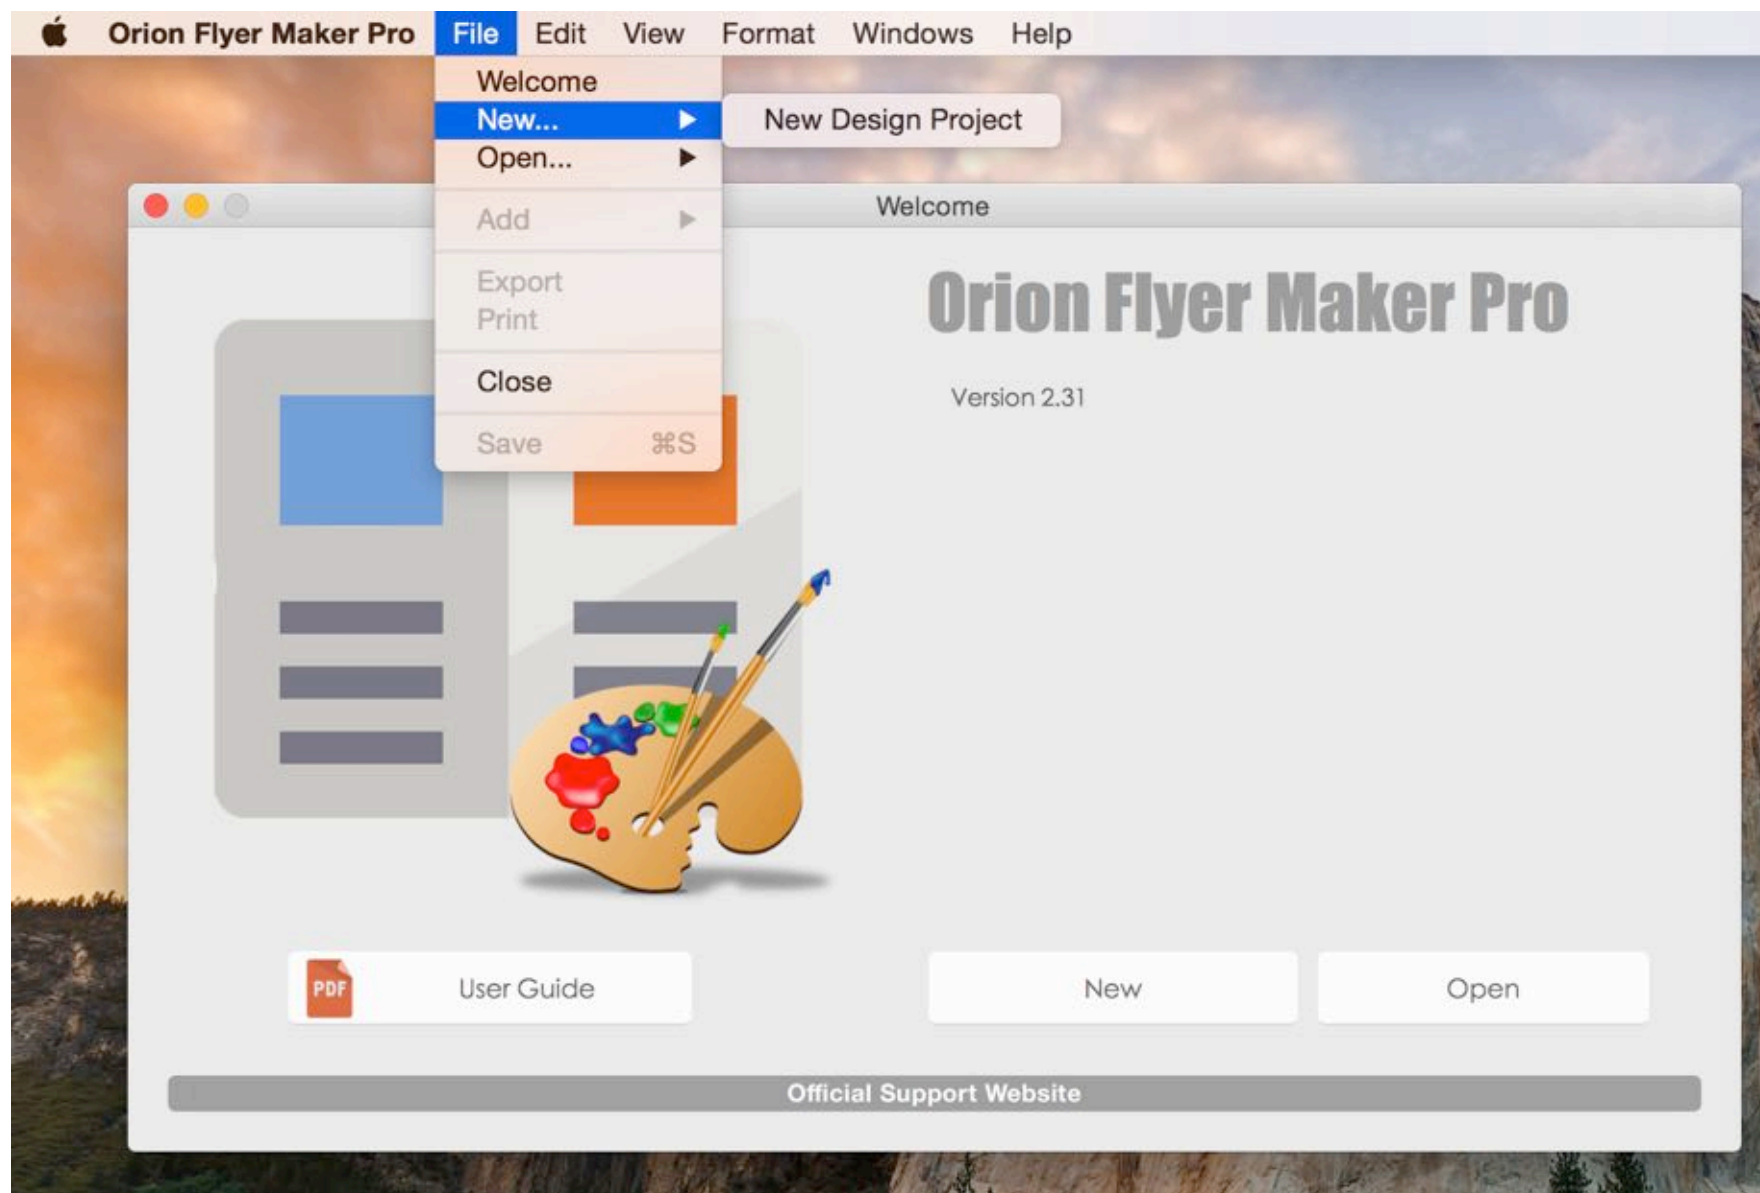 Orion Flyer Maker Pro File Edit View Format Windows Help
Welcome
New...
New Design Project
Open...
Add
Export
Print
Close
Save ⌘S
Welcome
Orion Flyer Maker Pro
Version 2.31
PDF User Guide
New
Open
Official Support Website